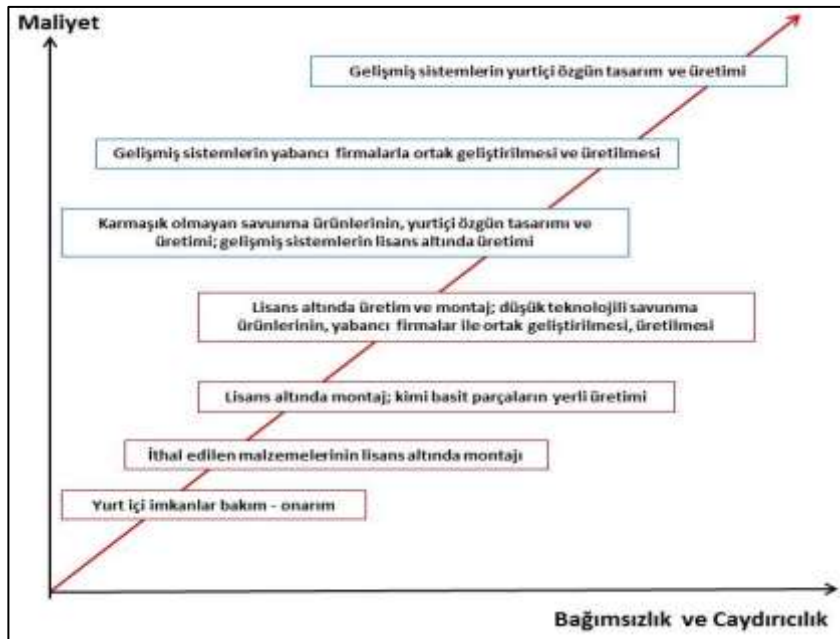 Maliyet
Gelişmiş sistemlerin yurtiçi özgün tasarım ve üretimi
Gelişmiş sistemlerin yabancı firmalarla ortak geliştirilmesi ve üretilmesi
Karmaşık olmayan savunma ürünlerinin, yurtiçi özgün tasarımı ve
üretimi; gelişmiş sistemlerin lisans altında üretimi
Lisans altında üretim ve montaj; düşük teknolojili savunma
ürünlerinin, yabancı firmalar ile ortak geliştirilmesi, üretilmesi
Lisans altında montaj; kimi basit parçaların yerli üretimi
İthal edilen malzemelerinin lisans altında montajı
Yurt içi imkanlar bakım - onarım
Bağımsızlık ve Caydırıcılık